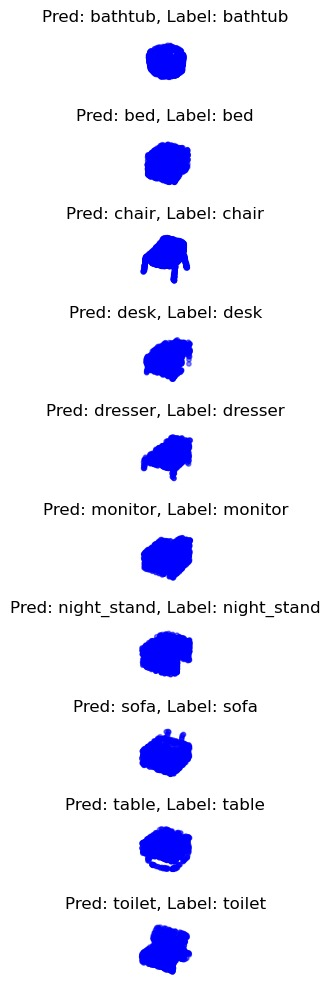 Pred: bathtub, Label: bathtub
Pred: bed, Label: bed
Pred: chair, Label: chair
Pred: desk, Label: desk
Pred: dresser, Label: dresser
Pred: monitor, Label: monitor
Pred: night_stand, Label: night_stand
Pred: sofa, Label: sofa
Pred: table, Label: table
Pred: toilet, Label: toilet